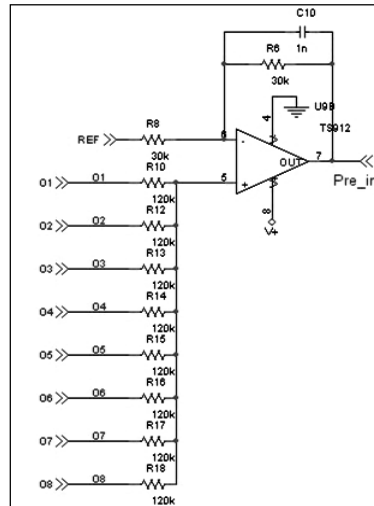 C10
1n
R6
30k
4
U9B
TS912
R8
REF
6
-
OUT
7
30k
Pre_in
R10
O1 O1
5
+
120k
8
R12
V+
O2 O2
120k
R13
O3 O3
120k
R14
O4 O4
120k
R15
O5 O5
120k
R16
O6 O6
120k
R17
O7 O7
120k
R18
O8 O8
120k